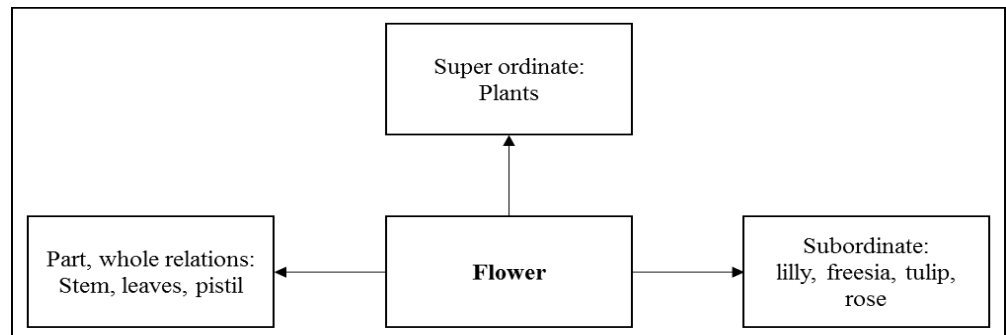 Super ordinate:
Plants
Part, whole relations:
Stem, leaves, pistil
Flower
Subordinate:
lilly, freesia, tulip,
rose